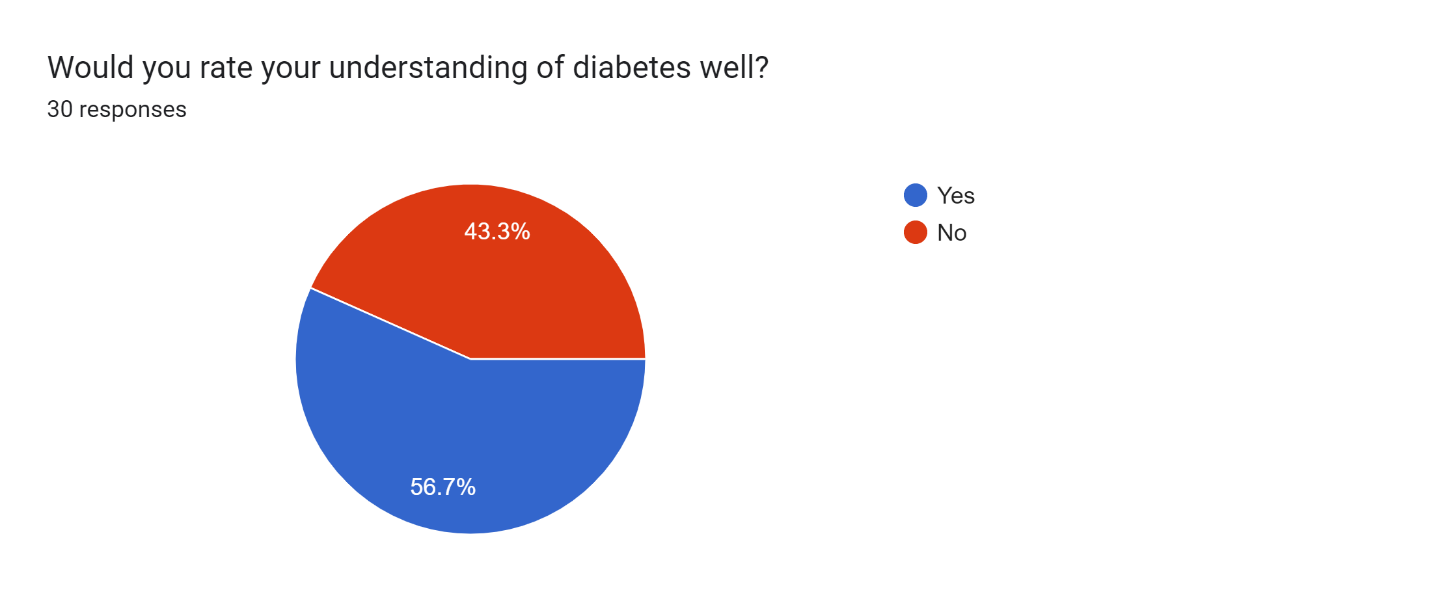 Would you rate your understanding of diabetes well?
30 responses
43.3%
56.7%
Yes
No